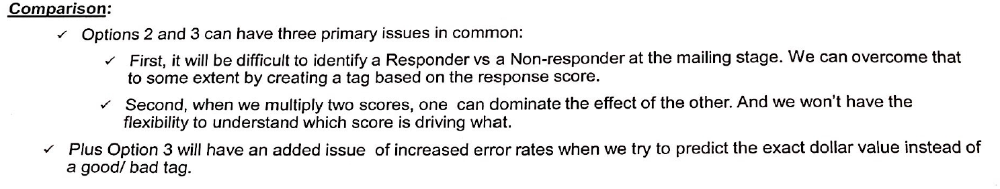 Comparison:
✓ Options 2 and 3 can have three primary issues in common:
✓ First, it will be difficult to identify a Responder vs a Non-responder at the mailing stage. We can overcome that
to some extent by creating a tag based on the response score.
✓ Second, when we multiply two scores, one can dominate the effect of the other. And we won't have the
flexibility to understand which score is driving what.
✓ Plus Option 3 will have an added issue of increased error rates when we try to predict the exact dollar value instead of
a good/ bad tag.